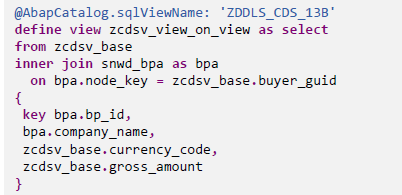 @AbapCatalog.sqlViewName: 'ZDDLS_CDS_13B'
define view zcdsv_view_on_view as select
from zcdsv_base
inner join snwd_bpa as bpa
on bpa.node_key = zcdsv_base.buyer_guid
{
key bpa.bp_id,
bpa.company_name,
zcdsv_base.currency_code,
zcdsv_base.gross_amount
}